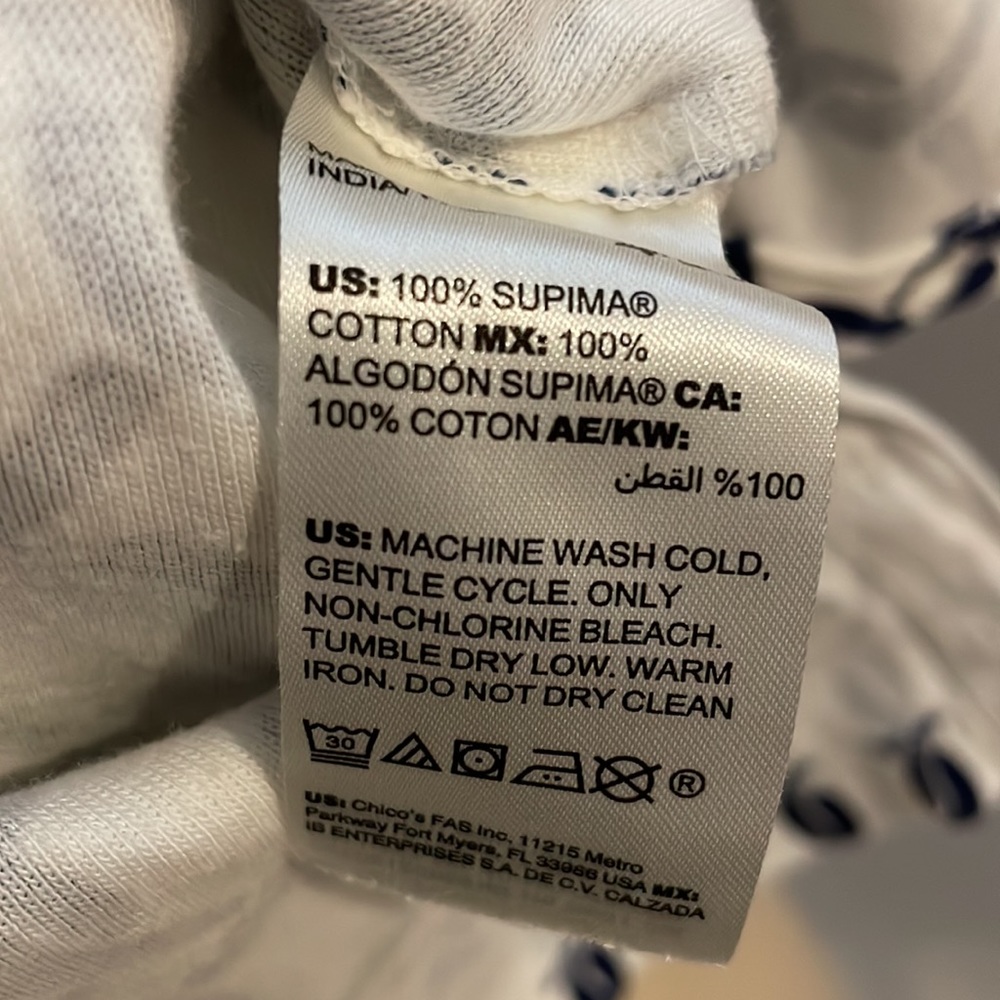 INDIA
US: 100% SUPIMA®
COTTON MX: 100%
ALGODÓN SUPIMA® CA:
100% COTON AE/KW:
100% القطن
US: MACHINE WASH COLD,
GENTLE CYCLE. ONLY
NON-CHLORINE BLEACH.
TUMBLE DRY LOW. WARM
IRON. DO NOT DRY CLEAN
30 ®
US: Chico's FAS Inc, 11215 Metro
Parkway Fort Myers, FL 33966 USA MX:
IB ENTERPRISES S.A. DE C.V. CALZADA